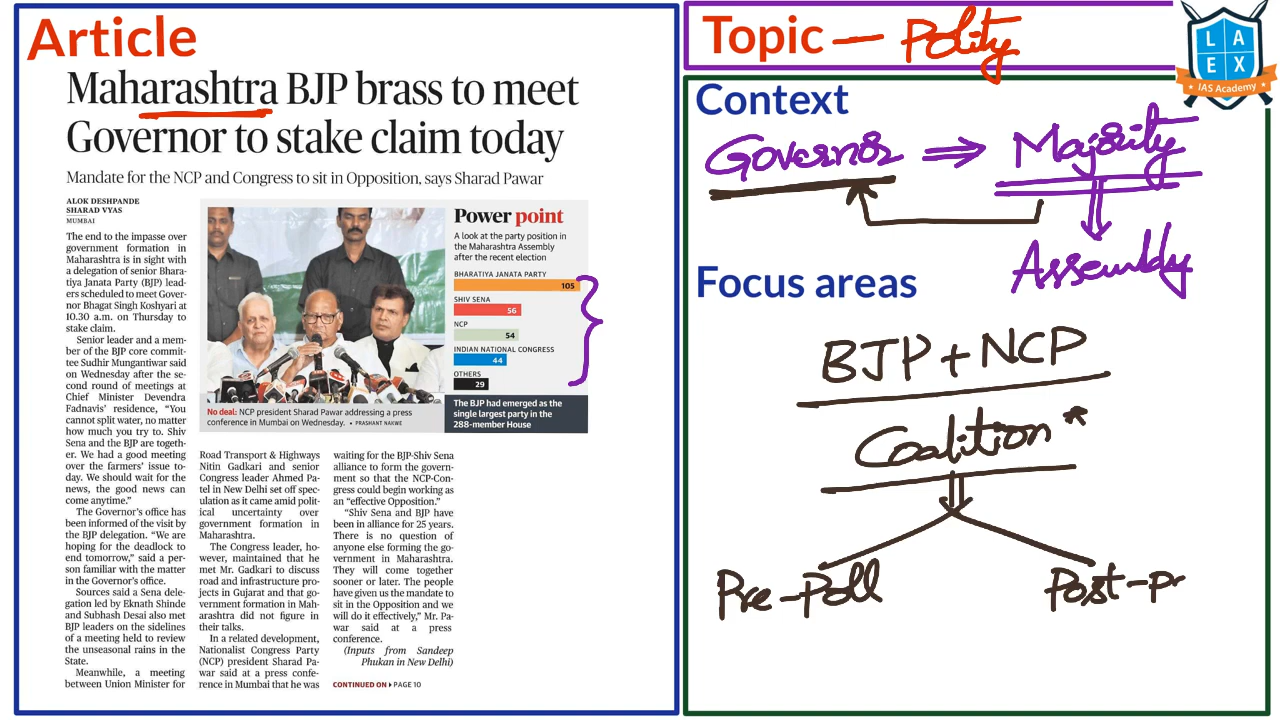 Article
Maharashtra BJP brass to meet
Governor to stake claim today
Mandate for the NCP and Congress to sit in Opposition, says Sharad Pawar
ALOK DESHPANDE
SHARAD VYAS
MUMBAI
The end to the impasse over
government formation in
Maharashtra is in sight with
a delegation of senior Bhara-
tiya Janata Party (BJP) lead-
ers scheduled to meet Gover-
nor Bhagat Singh Koshyari at
10.30 a.m. on Thursday to
stake claim.
Senior leader and a mem-
ber of the BJP core commit-
tee Sudhir Mungantiwar said
on Wednesday after the se-
cond round of meetings at
Chief Minister Devendra
Fadnavis' residence, "You
cannot split water, no matter
how much you try to. Shiv
Sena and the BJP are togeth-
er. We had a good meeting
over the farmers' issue to-
day. We should wait for the
news, the good news can
come anytime."
The Governor's office has
been informed of the visit by
the BJP delegation. "We are
hoping for the deadlock to
end tomorrow," said a per-
son familiar with the matter
in the Governor's office.
Sources said a Sena dele-
gation led by Eknath Shinde
and Subhash Desai also met
BJP leaders on the sidelines
of a meeting held to review
the unseasonal rains in the
State.
Meanwhile, a meeting
between Union Minister for
No deal: NCP president Sharad Pawar addressing a press
conference in Mumbai on Wednesday. • PRASHANT NAKWE
Power point
A look at the party position in
the Maharashtra Assembly
after the recent election
BHARATIYA JANATA PARTY
105
SHIV SENA
56
NCP
54
INDIAN NATIONAL CONGRESS
44
OTHERS
29
The BJP had emerged as the
single largest party in the
288-member House
Road Transport & Highways
Nitin Gadkari and senior
Congress leader Ahmed Pa-
tel in New Delhi set off spec-
ulation as it came amid polit-
ical uncertainty over
government formation in
Maharashtra.
The Congress leader, ho-
wever, maintained that he
met Mr. Gadkari to discuss
road and infrastructure pro-
jects in Gujarat and that go-
vernment formation in Mah-
arashtra did not figure in
their talks.
In a related development,
Nationalist Congress Party
(NCP) president Sharad Pa-
war said at a press confe-
rence in Mumbai that he was
waiting for the BJP-Shiv Sena
alliance to form the govern-
ment so that the NCP-Con-
gress could begin working as
an "effective Opposition."
"Shiv Sena and BJP have
been in alliance for 25 years.
There is no question of
anyone else forming the go-
vernment in Maharashtra.
They will come together
sooner or later. The people
have given us the mandate to
sit in the Opposition and we
will do it effectively," Mr. Pa-
war said at a press
conference.
(Inputs from Sandeep
Phukan in New Delhi)
CONTINUED ON PAGE 10
Topic — Polity
LA
EX
IAS Academy
Context
Governor ⇒ Majority
Assembly
Focus areas
BJP + NCP
Coalition *
Pre-Poll
Post-po